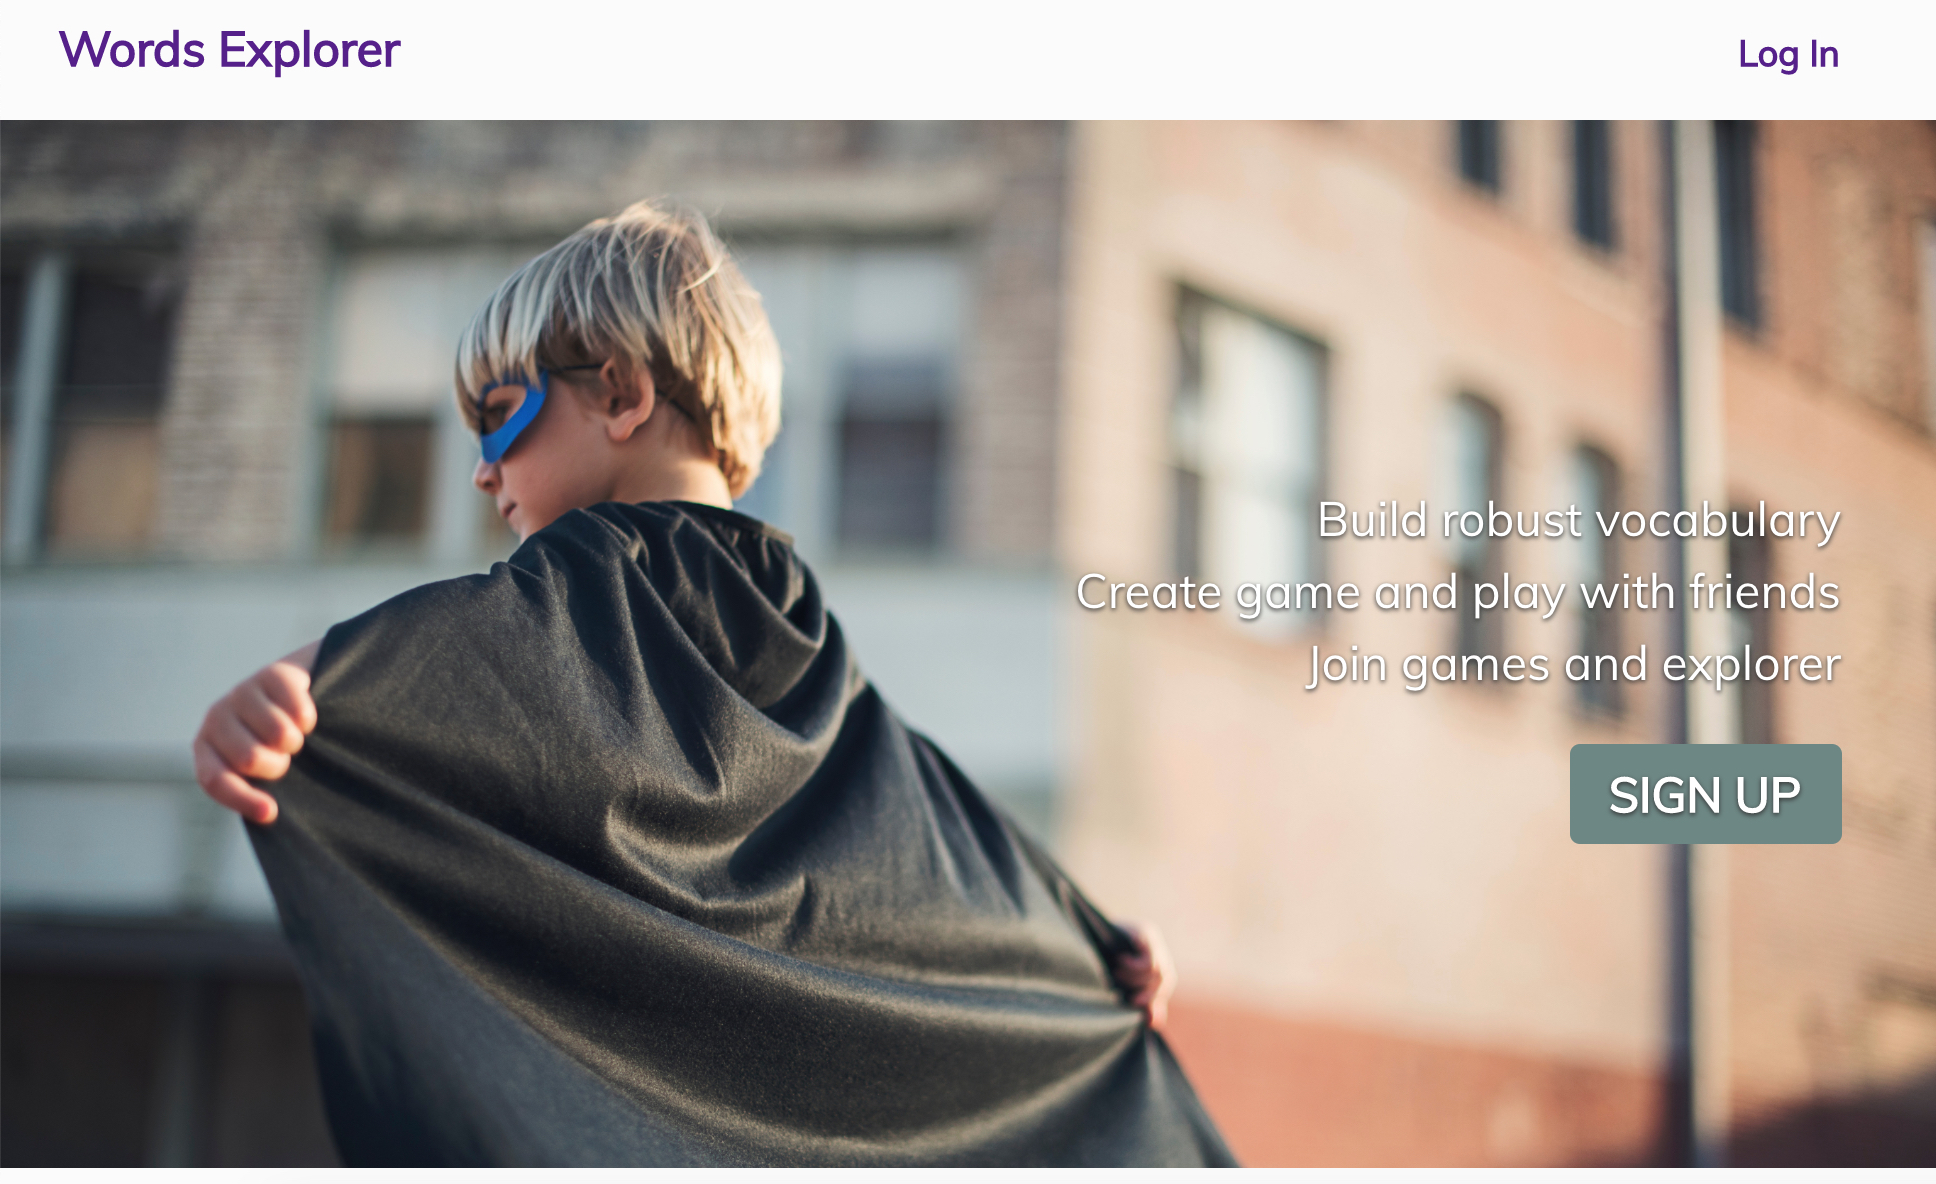 Words Explorer
Log In
Build robust vocabulary
Create game and play with friends
Join games and explorer
SIGN UP